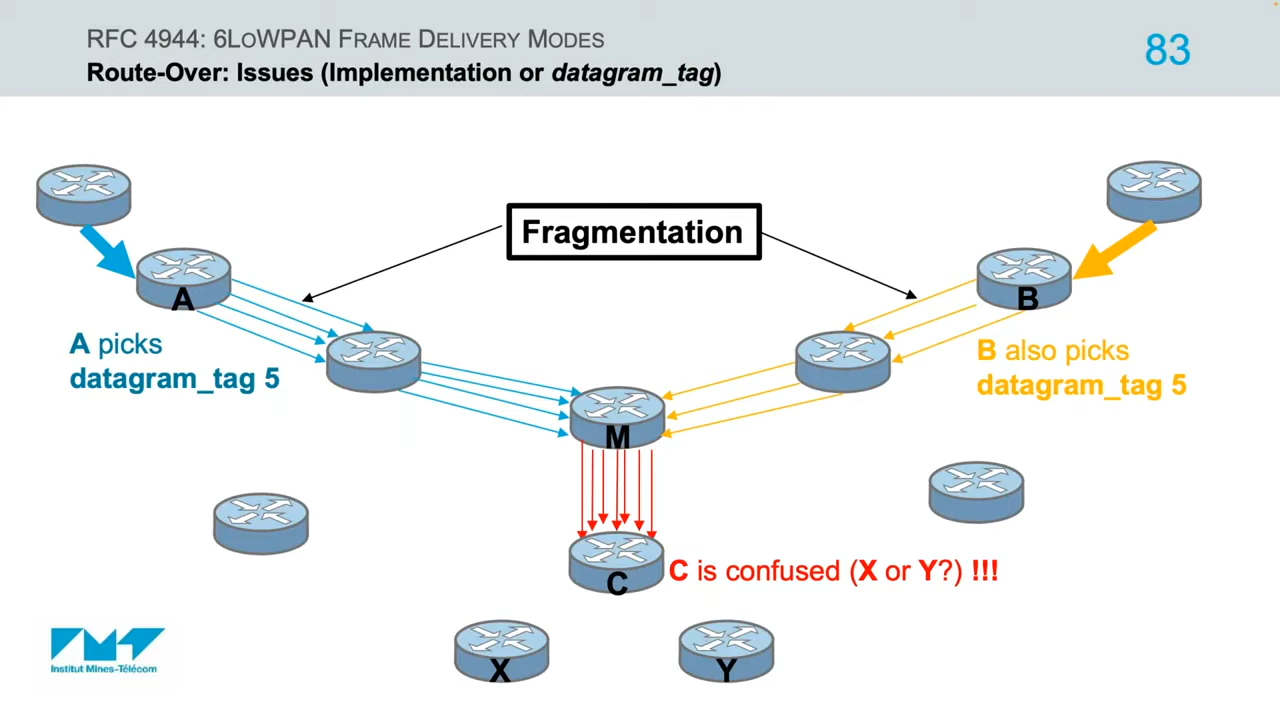 RFC 4944: 6LoWPAN Frame Delivery Modes
83
Route-Over: Issues (Implementation or datagram_tag)
Fragmentation
A
B
A picks
datagram_tag 5
B also picks
datagram_tag 5
M
C
C is confused (X or Y?) !!!
X
Y
Institut Mines-Télécom